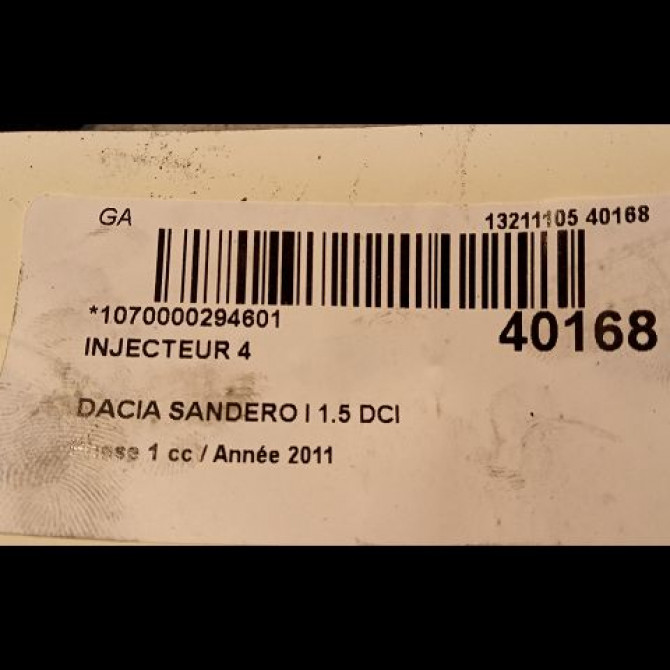 GA 13211105 40168
*1070000294601 40168
INJECTEUR 4
DACIA SANDERO I 1.5 DCI
1 cc / Année 2011